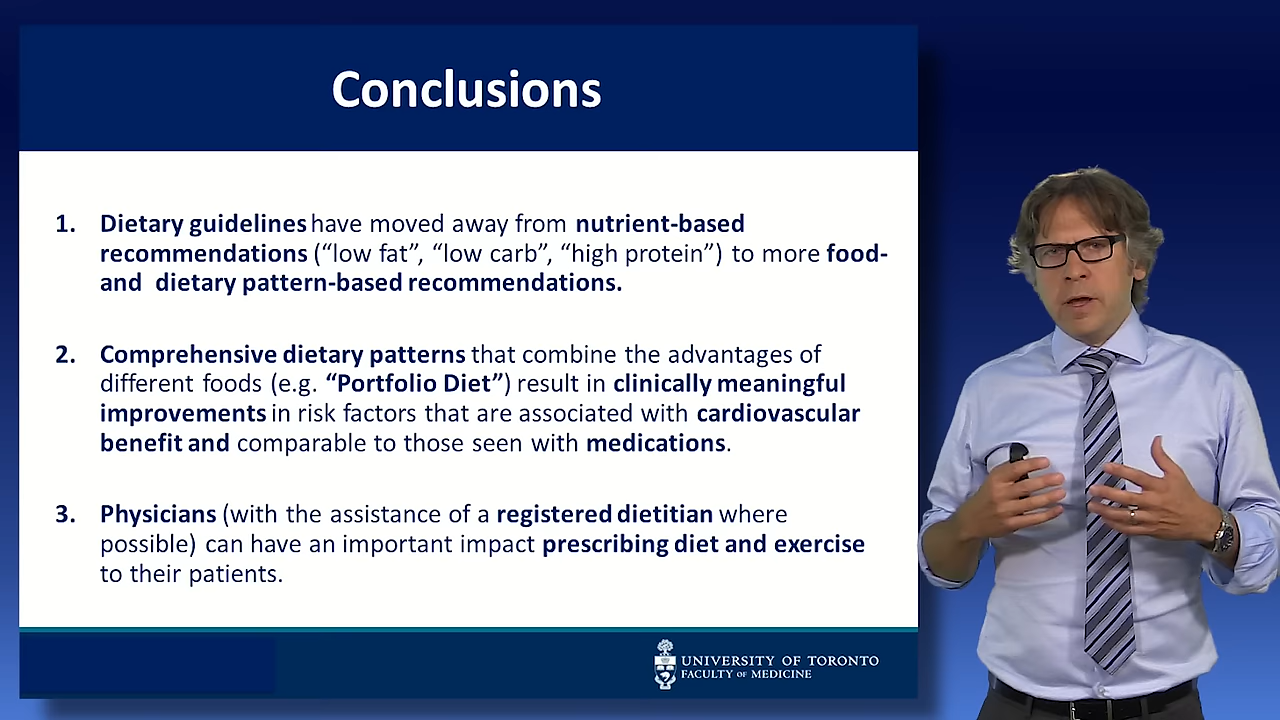 Conclusions
1. Dietary guidelines have moved away from nutrient-based
recommendations (“low fat”, “low carb”, “high protein”) to more food-
and dietary pattern-based recommendations.
2. Comprehensive dietary patterns that combine the advantages of
different foods (e.g. “Portfolio Diet”) result in clinically meaningful
improvements in risk factors that are associated with cardiovascular
benefit and comparable to those seen with medications.
3. Physicians (with the assistance of a registered dietitian where
possible) can have an important impact prescribing diet and exercise
to their patients.
UNIVERSITY OF TORONTO
FACULTY OF MEDICINE